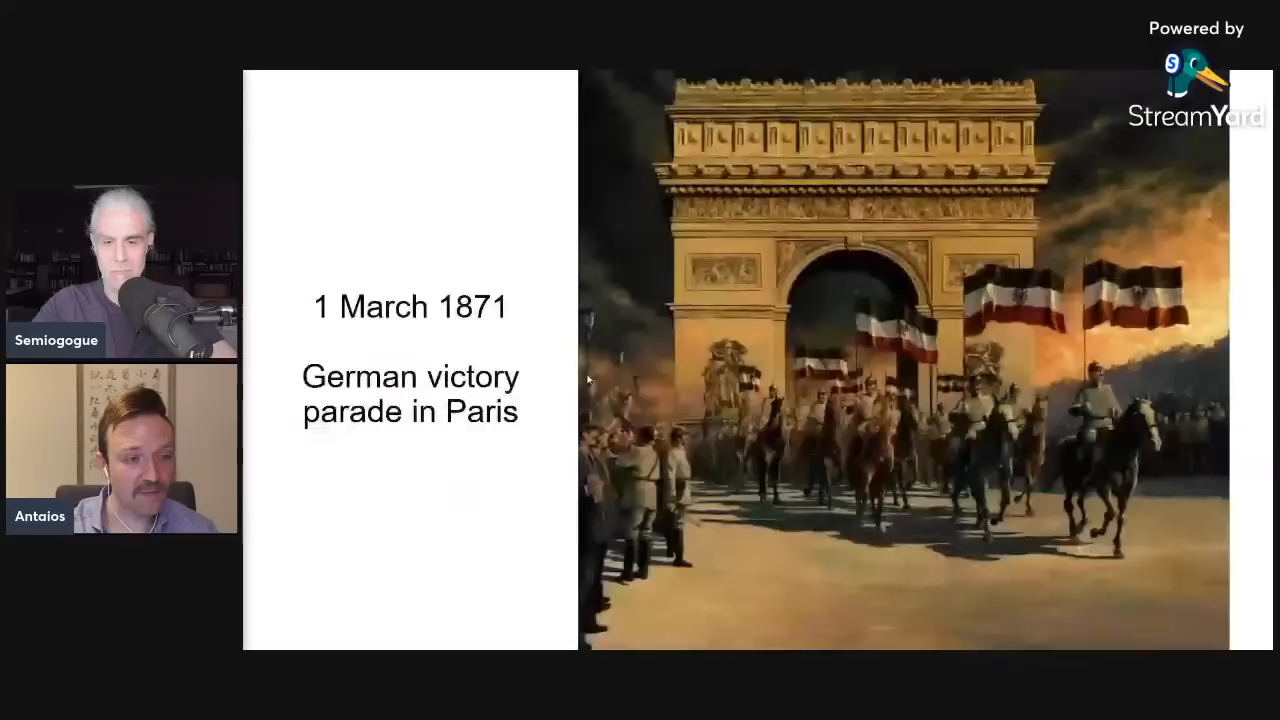 Powered by
S
StreamYard
Semiogogue
Antaios
1 March 1871
German victory
parade in Paris